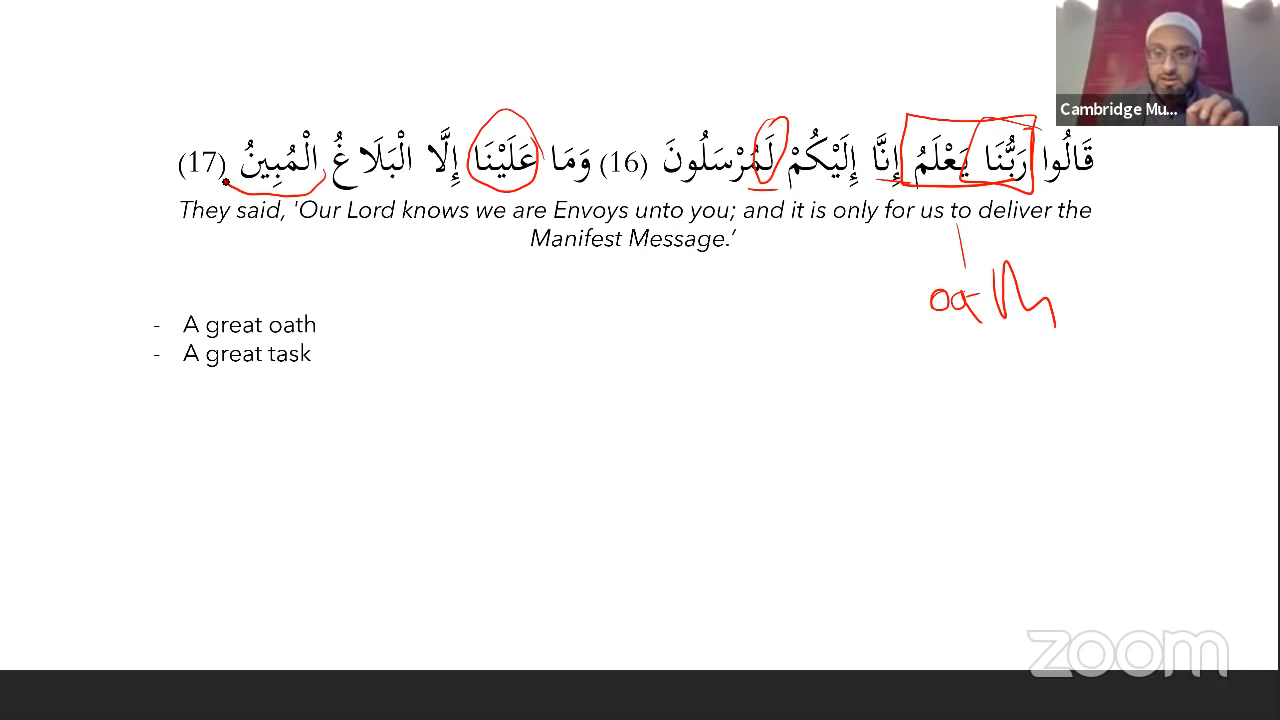 Cambridge Mu...
قَالُوا رَبُّنَا يَعْلَمُ إِنَّا إِلَيْكُمْ لَمُرْسَلُونَ (16) وَمَا عَلَيْنَا إِلَّا الْبَلَاغُ الْمُبِينُ (17)
They said, 'Our Lord knows we are Envoys unto you; and it is only for us to deliver the
Manifest Message.’
oath
- A great oath
- A great task
zoom